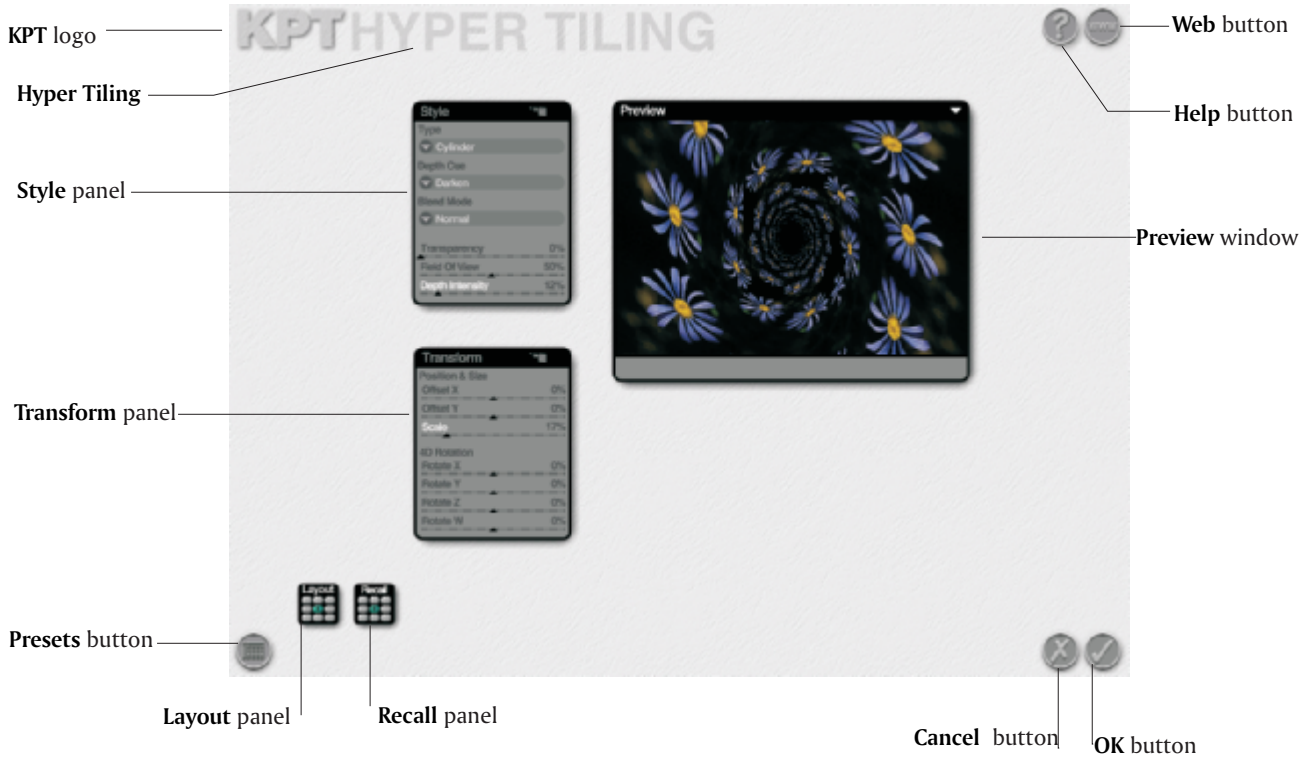 KPT logo
KPT HYPER TILING
Web button
Hyper Tiling
Help button
Style panel
Style
Type
Cylinder
Depth Cue
Darken
Blend Mode
Normal
Transparency 0%
Field Of View 50%
Depth Intensity 12%
Preview
Preview window
Transform panel
Transform
Position & Size
Offset X 0%
Offset Y 0%
Scale 17%
4D Rotation
Rotate X 0%
Rotate Y 0%
Rotate Z 0%
Rotate W 0%
Layout
Recall
Presets button
Layout panel
Recall panel
Cancel button
OK button